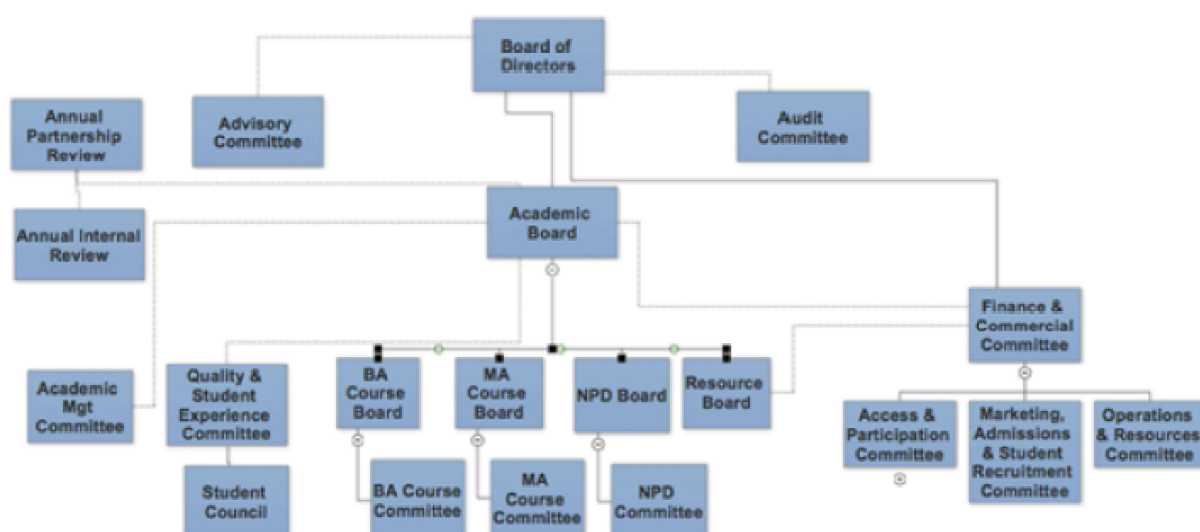 Board of
Directors
Annual
Partnership
Review
Advisory
Committee
Audit
Committee
Annual Internal
Review
Academic
Board
Finance &
Commercial
Committee
Academic
Mgt
Committee
Quality &
Student
Experience
Committee
BA
Course
Board
MA
Course
Board
NPD Board
Resource
Board
Access &
Participation
Committee
Marketing,
Admissions
& Student
Recruitment
Committee
Operations
& Resources
Committee
Student
Council
BA Course
Committee
MA
Course
Committee
NPD
Committee